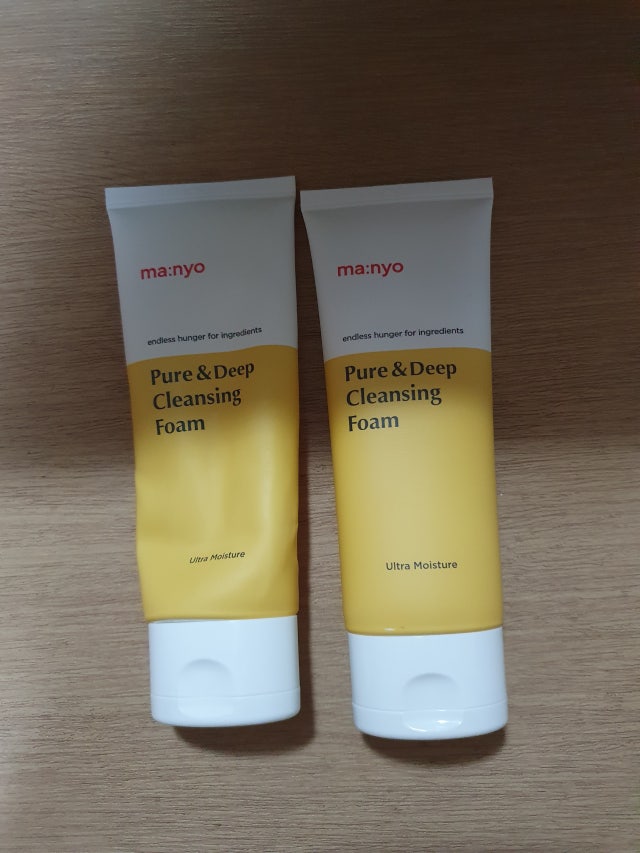 ma:nyo
endless hunger for ingredients
Pure & Deep
Cleansing
Foam
Ultra Moisture
ma:nyo
endless hunger for ingredients
Pure & Deep
Cleansing
Foam
Ultra Moisture